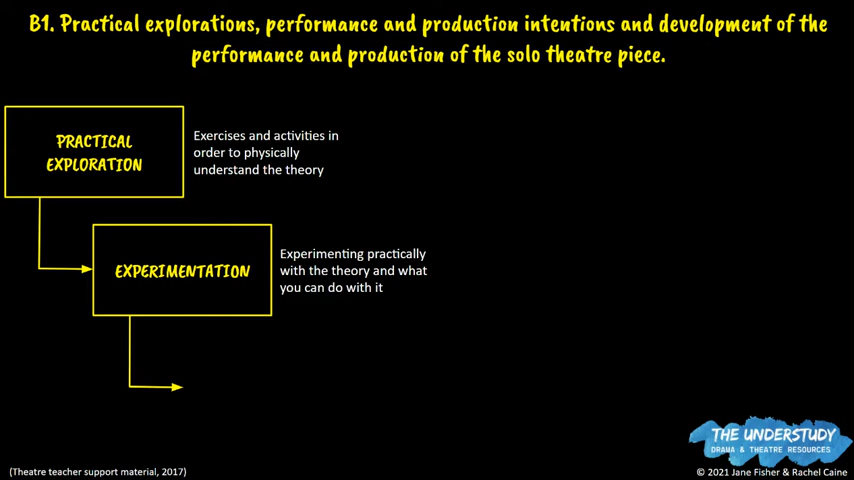 B1. Practical explorations, performance and production intentions and development of the
performance and production of the solo theatre piece.
PRACTICAL
EXPLORATION
Exercises and activities in
order to physically
understand the theory
EXPERIMENTATION
Experimenting practically
with the theory and what
you can do with it
THE UNDERSTUDY
DRAMA & THEATRE RESOURCES
(Theatre teacher support material, 2017)
© 2021 Jane Fisher & Rachel Caine